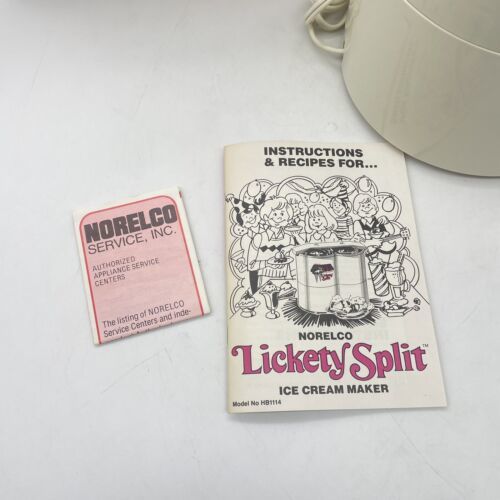 NORELCO
SERVICE, INC.
AUTHORIZED
APPLIANCE SERVICE
CENTERS
The listing of NORELCO
Service Centers and inde-
INSTRUCTIONS
& RECIPES FOR...
NORELCO
Lickety Split™
ICE CREAM MAKER
Model No HB1114